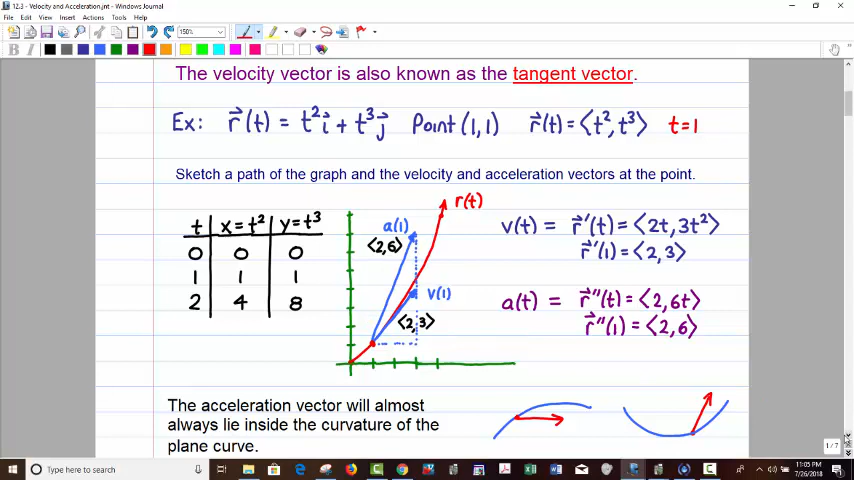 12.3 - Velocity and Acceleration.jnt - Windows Journal
File Edit View Insert Actions Tools Help
150%
B I
The velocity vector is also known as the tangent vector.
Ex: r⃗(t) = t²i⃗ + t³j⃗ Point (1,1) r⃗(t) = ⟨t², t³⟩ t=1
Sketch a path of the graph and the velocity and acceleration vectors at the point.
r(t)
t x=t² y=t³
a(1)
⟨2,6⟩
v(t) = r⃗'(t) = ⟨2t, 3t²⟩
r⃗'(1) = ⟨2,3⟩
0 0 0
1 1 1
2 4 8
v(1)
⟨2,3⟩
a(t) = r⃗''(t) = ⟨2, 6t⟩
r⃗''(1) = ⟨2,6⟩
The acceleration vector will almost
always lie inside the curvature of the
plane curve.
1/7
Type here to search
11:05 PM
7/26/2018